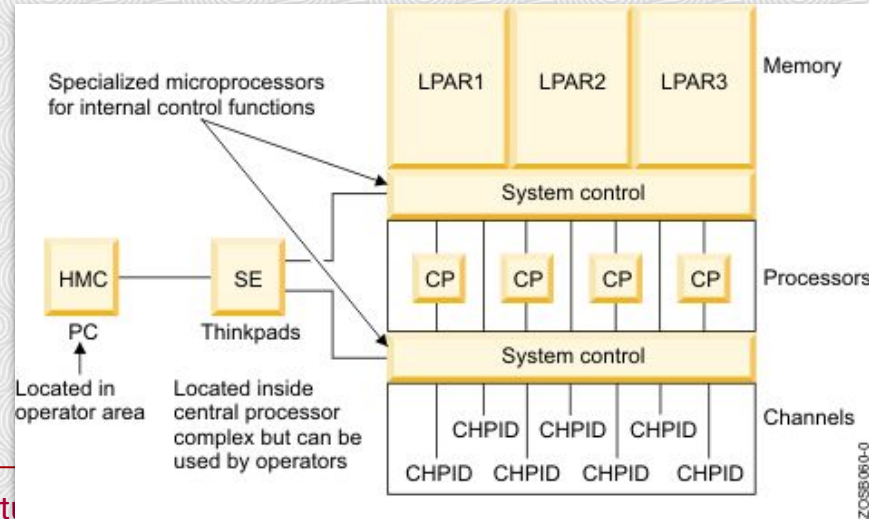 Specialized microprocessors
for internal control functions
LPAR1
LPAR2
LPAR3
Memory
System control
HMC
SE
CP
CP
CP
CP
Processors
PC
Thinkpads
System control
Located in
operator area
Located inside
central processor
complex but can be
used by operators
CHPID
CHPID
CHPID
Channels
CHPID
CHPID
CHPID
CHPID
ZOSB060-0